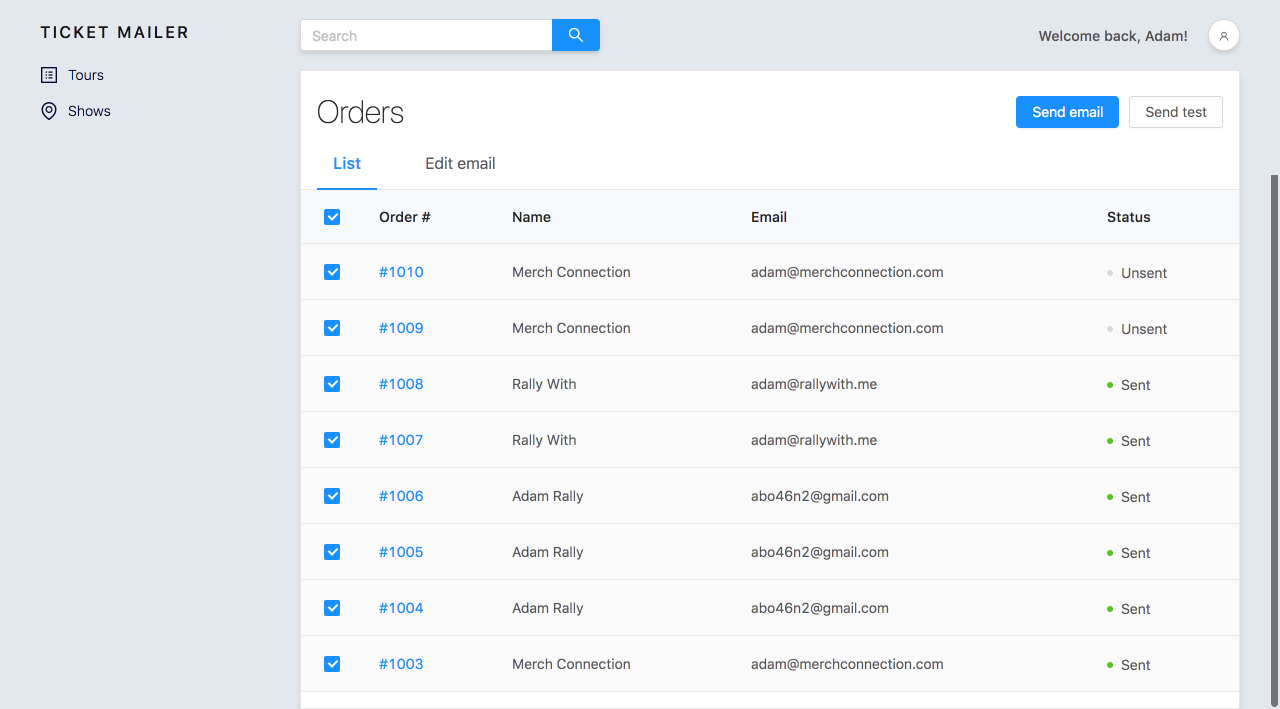 TICKET MAILER
Search
Welcome back, Adam!
Tours
Shows
Orders
Send email
Send test
List
Edit email
Order # Name Email Status
#1010 Merch Connection adam@merchconnection.com Unsent
#1009 Merch Connection adam@merchconnection.com Unsent
#1008 Rally With adam@rallywith.me Sent
#1007 Rally With adam@rallywith.me Sent
#1006 Adam Rally abo46n2@gmail.com Sent
#1005 Adam Rally abo46n2@gmail.com Sent
#1004 Adam Rally abo46n2@gmail.com Sent
#1003 Merch Connection adam@merchconnection.com Sent